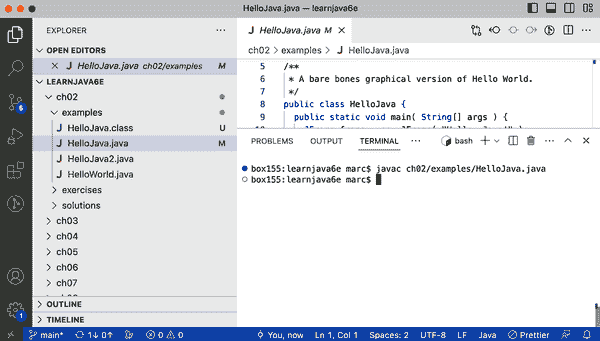 HelloJava.java — learnjava6e
EXPLORER
OPEN EDITORS
HelloJava.java ch02/examples M
LEARNJAVA6E
ch02
examples
HelloJava.class U
HelloJava.java M
HelloJava2.java
HelloWorld.java
exercises
solutions
ch03
ch04
ch05
ch06
ch07
OUTLINE
TIMELINE
6
1
J HelloJava.java M
ch02 > examples > J HelloJava.java
5 /**
6 * A bare bones graphical version of Hello World.
7 */
8 public class HelloJava {
9 public static void main( String[] args ) {
PROBLEMS OUTPUT TERMINAL bash
box155:learnjava6e marc$ javac ch02/examples/HelloJava.java
box155:learnjava6e marc$
main* 1↓ 0↑ 0 0 You, now Ln 1, Col 1 Spaces: 2 UTF-8 LF Java Prettier